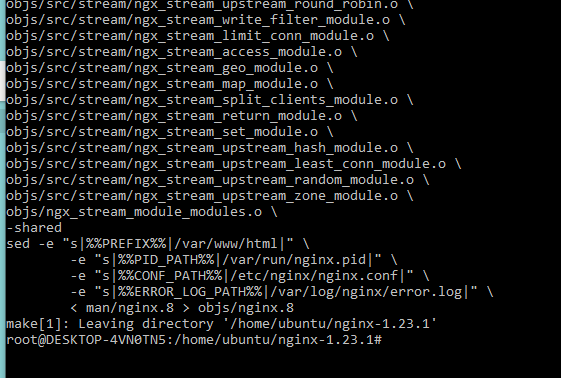 objs/src/stream/ngx_stream_upstream_round_robin.o \
objs/src/stream/ngx_stream_write_filter_module.o \
objs/src/stream/ngx_stream_limit_conn_module.o \
objs/src/stream/ngx_stream_access_module.o \
objs/src/stream/ngx_stream_geo_module.o \
objs/src/stream/ngx_stream_map_module.o \
objs/src/stream/ngx_stream_split_clients_module.o \
objs/src/stream/ngx_stream_return_module.o \
objs/src/stream/ngx_stream_set_module.o \
objs/src/stream/ngx_stream_upstream_hash_module.o \
objs/src/stream/ngx_stream_upstream_least_conn_module.o \
objs/src/stream/ngx_stream_upstream_random_module.o \
objs/src/stream/ngx_stream_upstream_zone_module.o \
objs/ngx_stream_module_modules.o \
-shared
sed -e "s|%%PREFIX%%|/var/www/html|" \
        -e "s|%%PID_PATH%%|/var/run/nginx.pid|" \
        -e "s|%%CONF_PATH%%|/etc/nginx/nginx.conf|" \
        -e "s|%%ERROR_LOG_PATH%%|/var/log/nginx/error.log|" \
        < man/nginx.8 > objs/nginx.8
make[1]: Leaving directory '/home/ubuntu/nginx-1.23.1'
root@DESKTOP-4VN0TN5:/home/ubuntu/nginx-1.23.1#